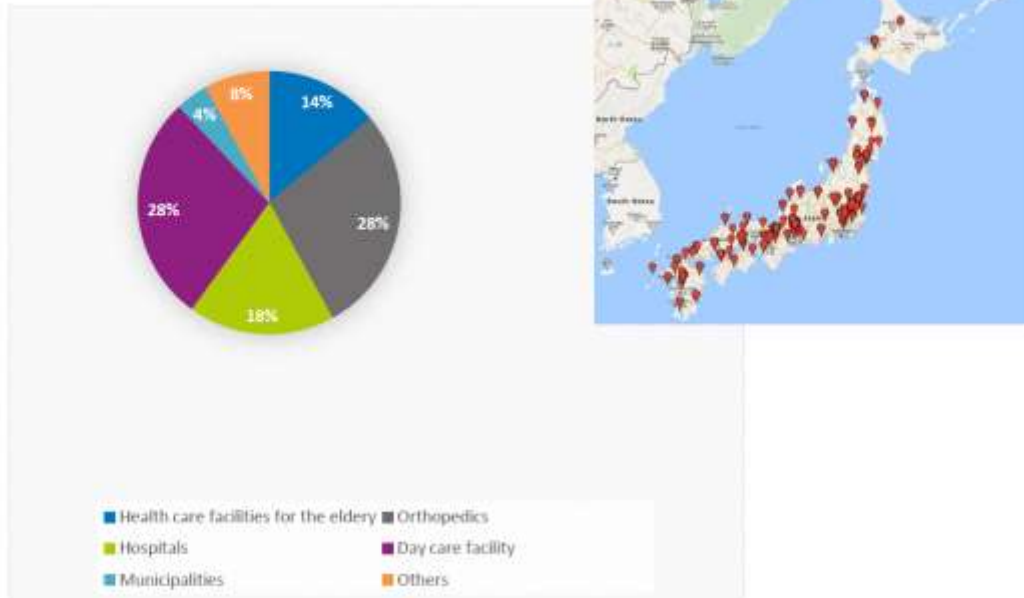 8%
14%
4%
28%
28%
18%
North Korea
South Korea
Health care facilities for the eldery
Orthopedics
Hospitals
Day care facility
Municipalities
Others